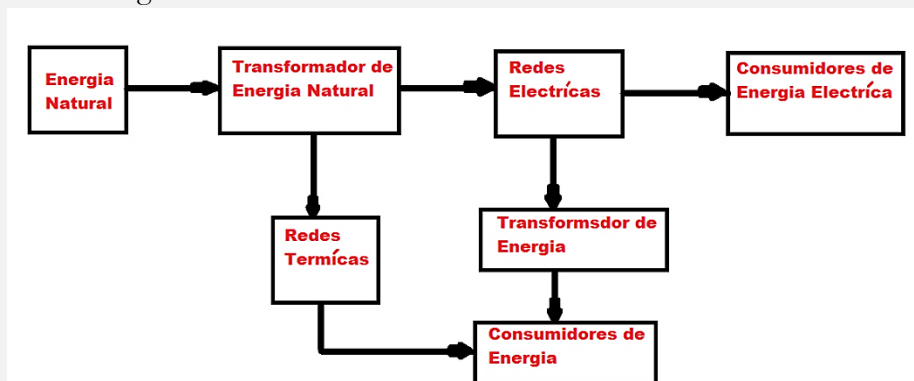 Energia
Natural
Transformador de
Energia Natural
Redes
Electrícas
Consumidores de
Energia Electríca
Redes
Termícas
Transformsdor de
Energia
Consumidores de
Energia